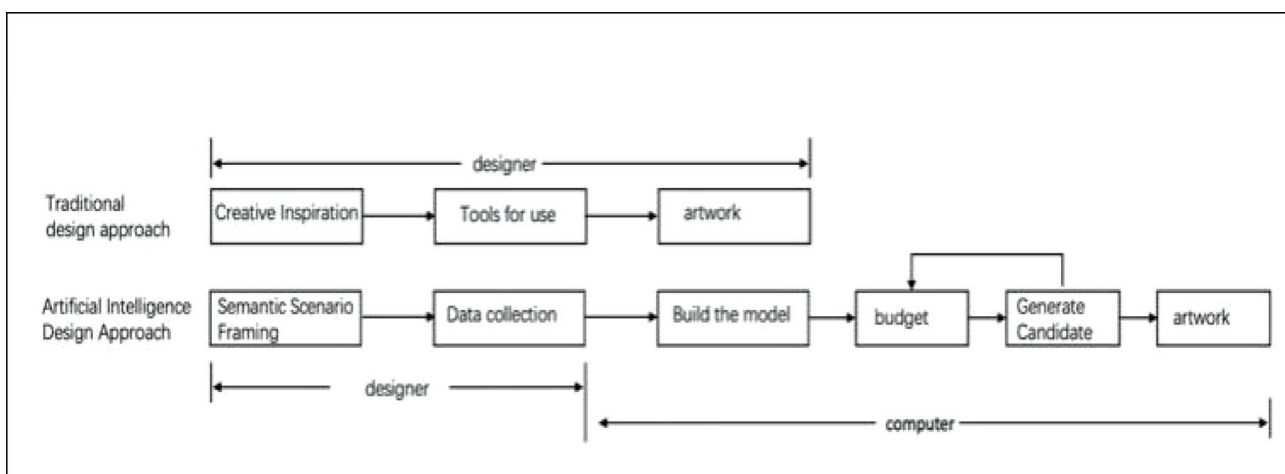 designer
Traditional
design approach
Creative Inspiration
Tools for use
artwork
Artificial Intelligence
Design Approach
Semantic Scenario
Framing
Data collection
Build the model
budget
Generate
Candidate
artwork
designer
computer